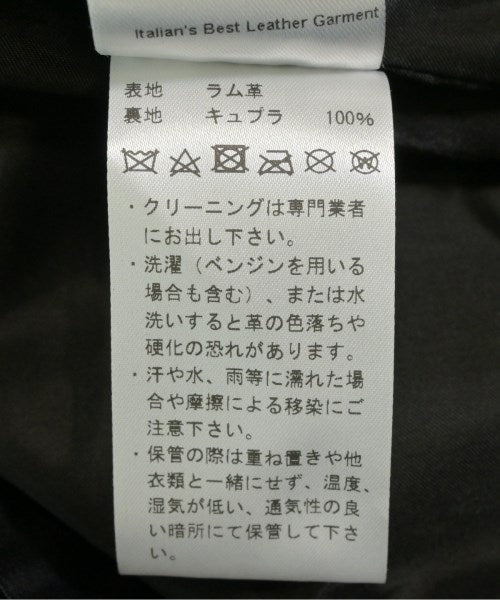 Italian's Best Leather Garment
表地 ラム革
裏地 キュプラ 100%
・クリーニングは専門業者
にお出し下さい。
・洗濯（ベンジンを用いる
場合も含む）、または水
洗いすると革の色落ちや
硬化の恐れがあります。
・汗や水、雨等に濡れた場
合や摩擦による移染にご
注意下さい。
・保管の際は重ね置きや他
衣類と一緒にせず、温度、
湿気が低い、通気性の良
い暗所にて保管して下さ
い。